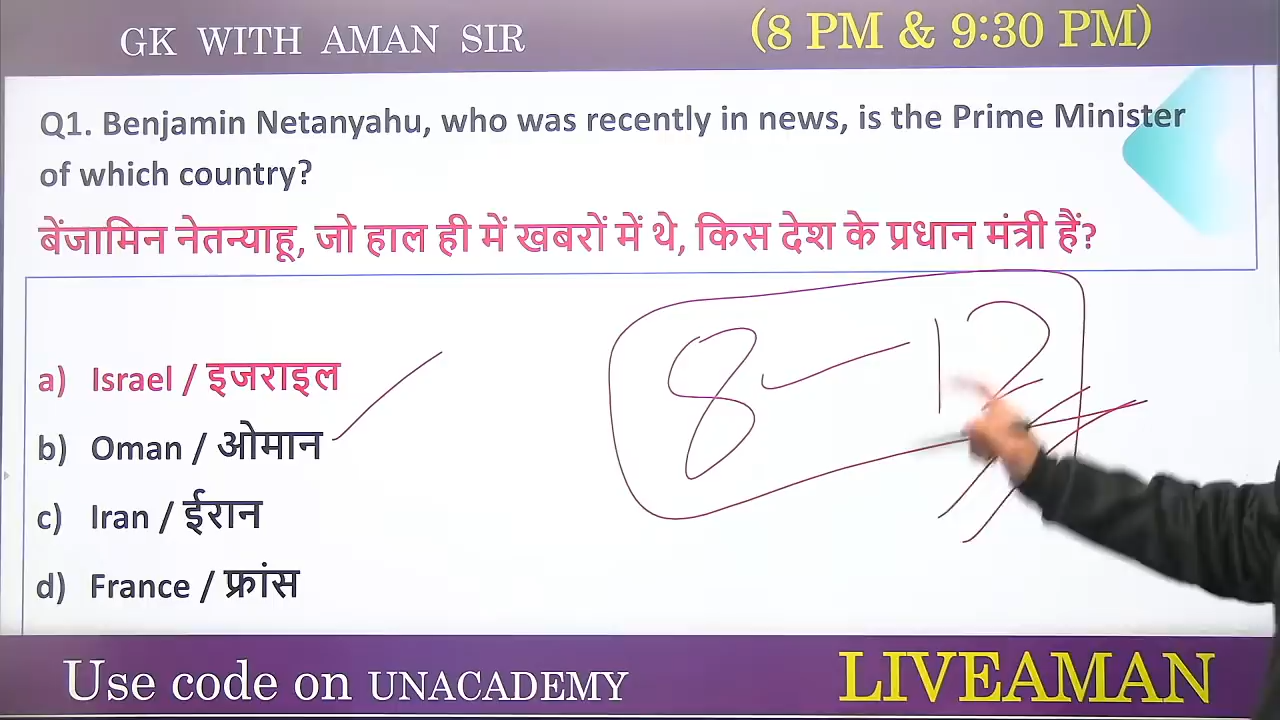 GK WITH AMAN SIR
(8 PM & 9:30 PM)
Q1. Benjamin Netanyahu, who was recently in news, is the Prime Minister
of which country?
बेंजामिन नेतन्याहू, जो हाल ही में खबरों में थे, किस देश के प्रधान मंत्री हैं?
a) Israel / इजराइल
b) Oman / ओमान
c) Iran / ईरान
d) France / फ्रांस
8 - 12
Use code on UNACADEMY
LIVEAMAN